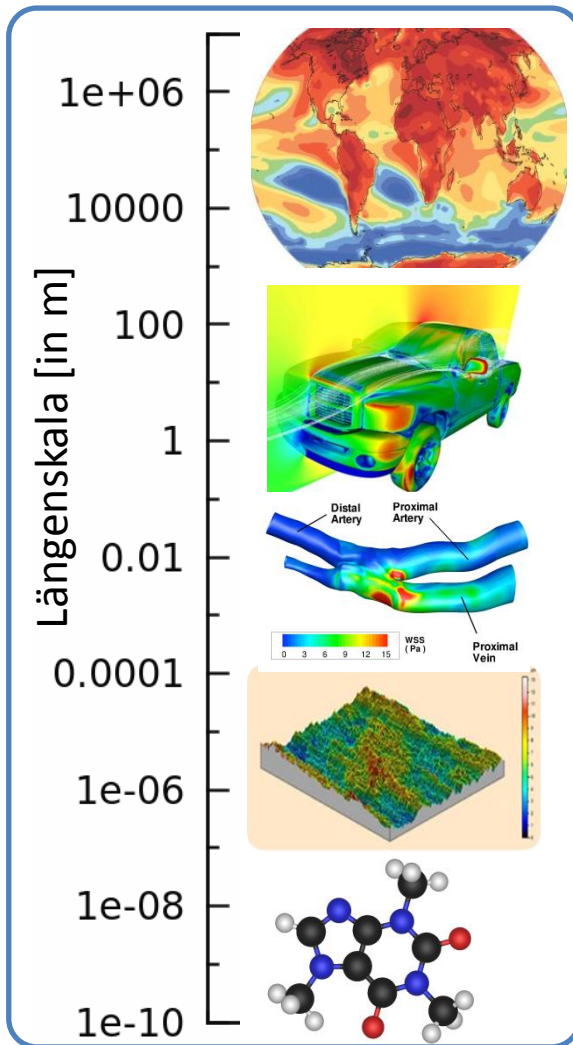 Längenskala [in m]
1e+06
10000
100
1
0.01
0.0001
1e-06
1e-08
1e-10
Distal
Artery
Proximal
Artery
WSS
( Pa )
0 3 6 9 12 15
Proximal
Vein